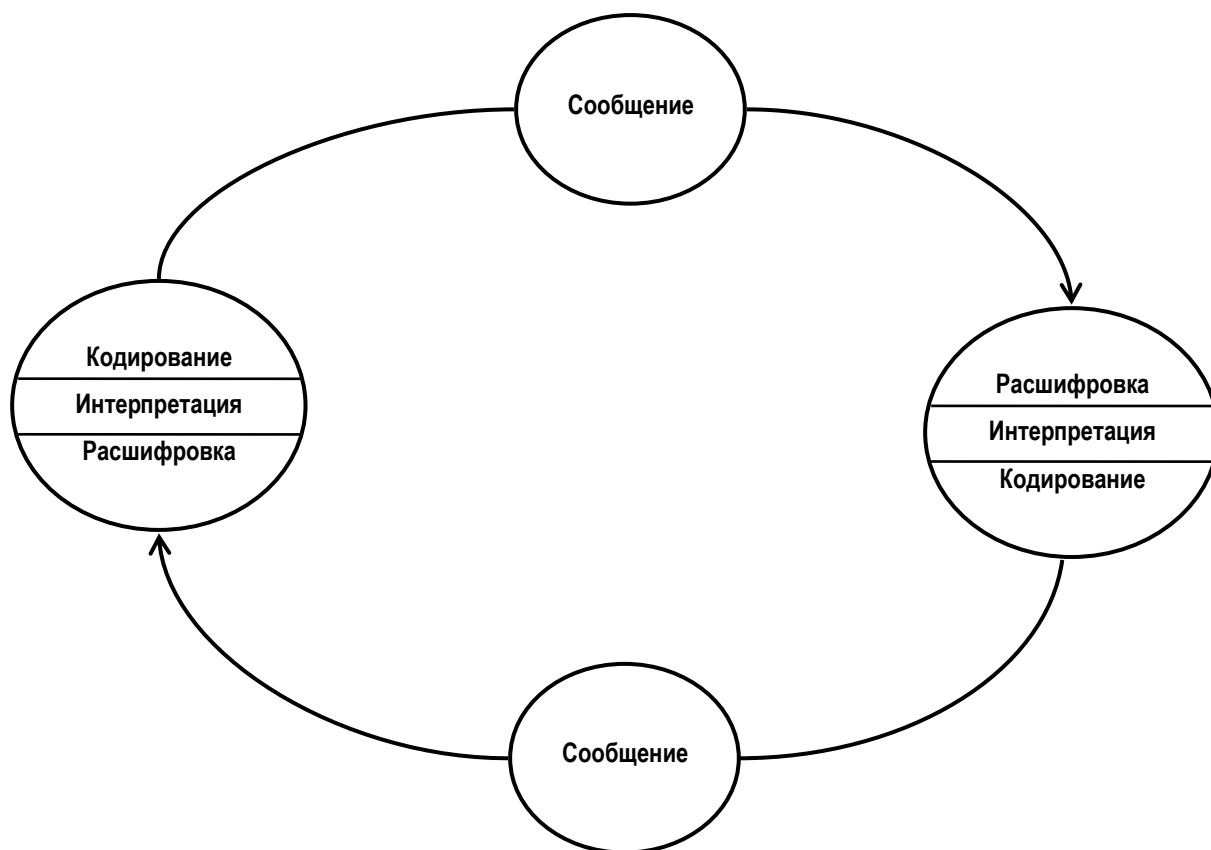 Сообщение
Кодирование
Интерпретация
Расшифровка
Расшифровка
Интерпретация
Кодирование
Сообщение